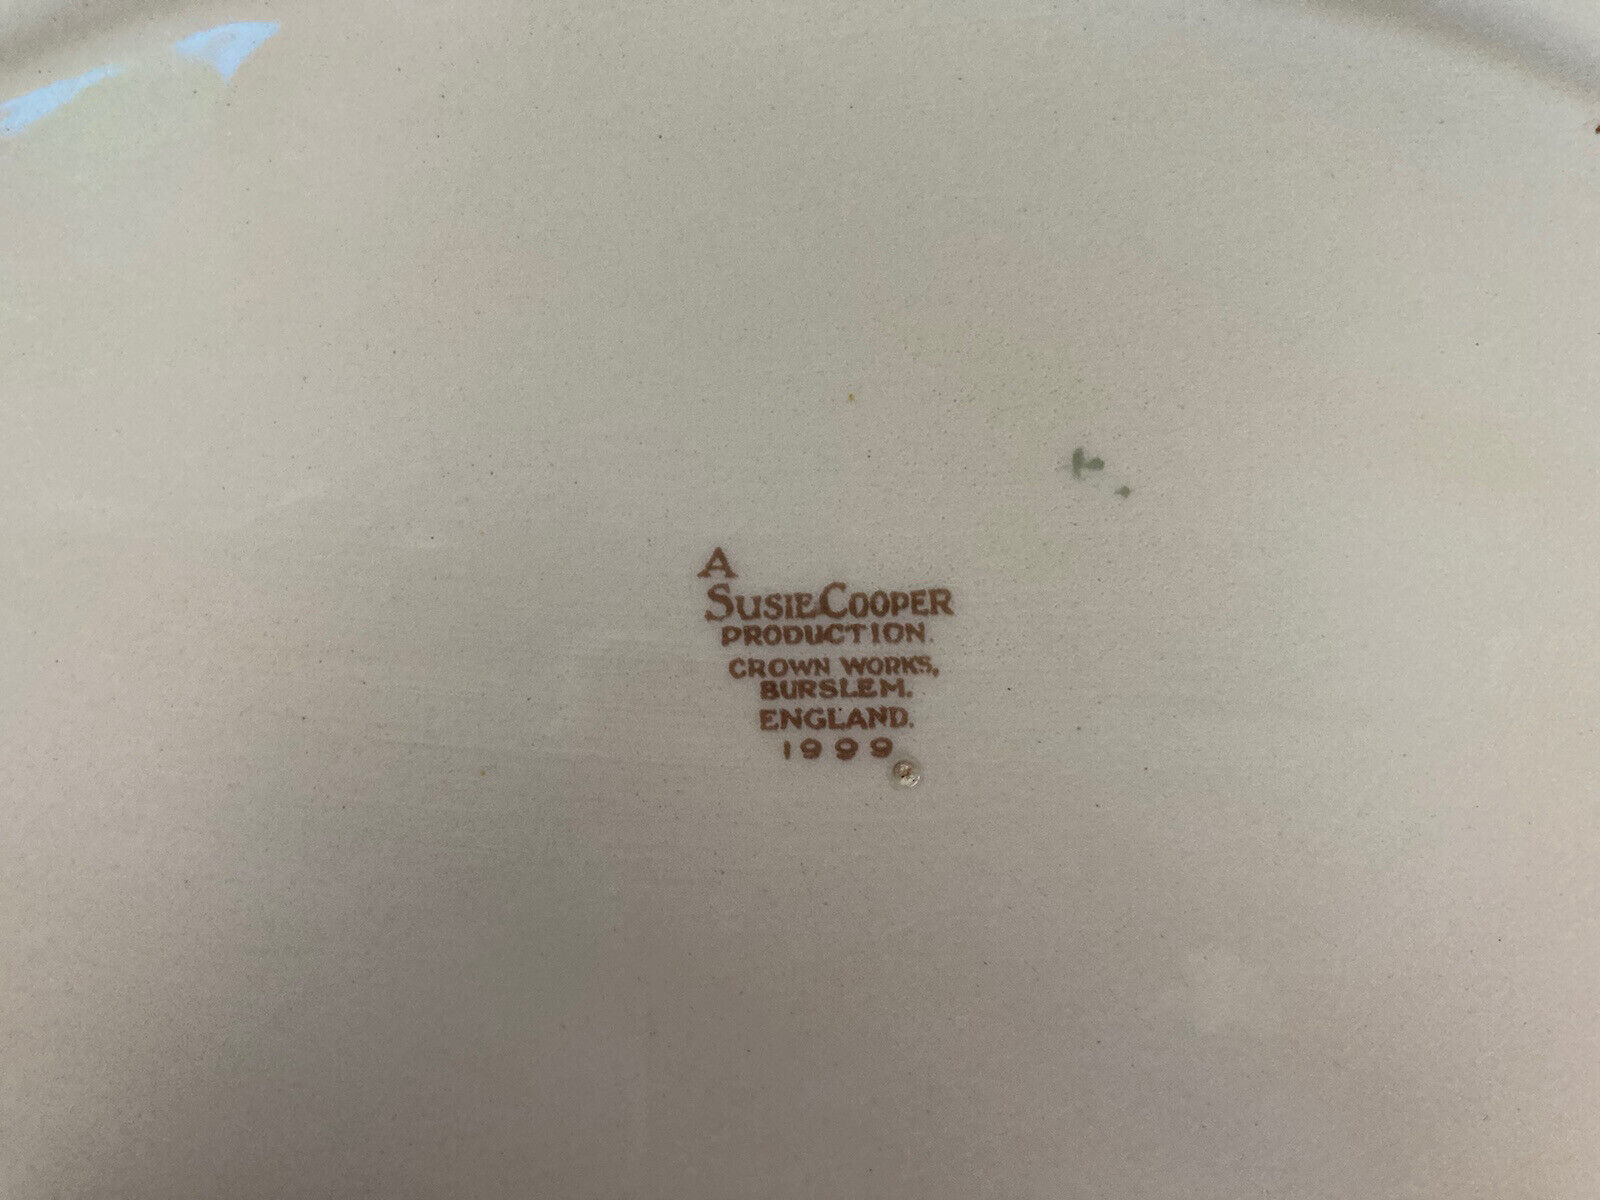 A
SUSIE COOPER
PRODUCTION.
CROWN WORKS,
BURSLEM.
ENGLAND.
1999